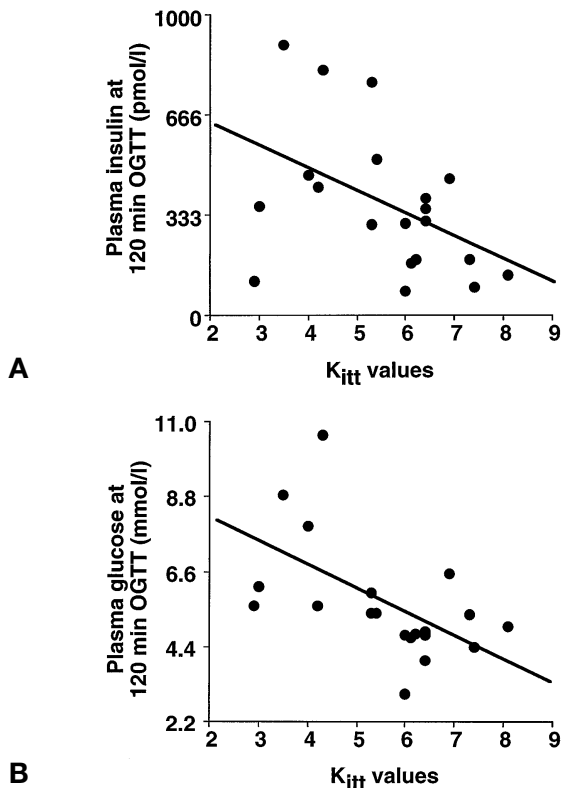 1000
666
333
0
Plasma insulin at
120 min OGTT (pmol/l)
2 3 4 5 6 7 8 9
Kitt values
A
11.0
8.8
6.6
4.4
2.2
Plasma glucose at
120 min OGTT (mmol/l)
2 3 4 5 6 7 8 9
Kitt values
B